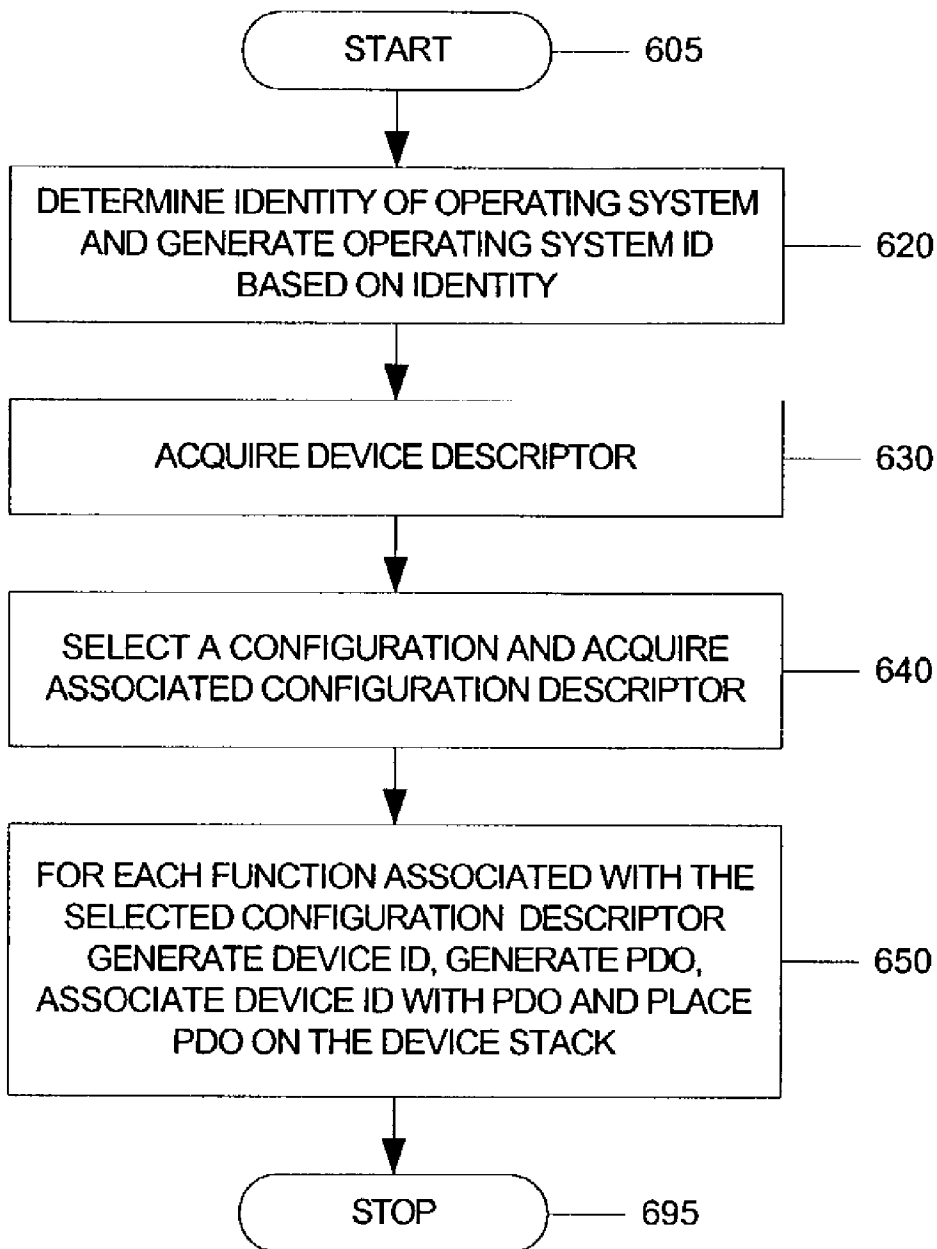 START
605
DETERMINE IDENTITY OF OPERATING SYSTEM
AND GENERATE OPERATING SYSTEM ID
BASED ON IDENTITY
620
ACQUIRE DEVICE DESCRIPTOR
630
SELECT A CONFIGURATION AND ACQUIRE
ASSOCIATED CONFIGURATION DESCRIPTOR
640
FOR EACH FUNCTION ASSOCIATED WITH THE
SELECTED CONFIGURATION DESCRIPTOR
GENERATE DEVICE ID, GENERATE PDO,
ASSOCIATE DEVICE ID WITH PDO AND PLACE
PDO ON THE DEVICE STACK
650
STOP
695